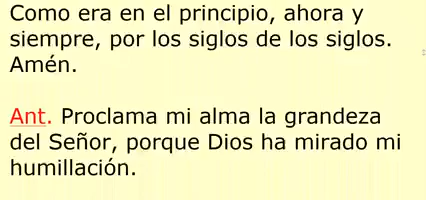 Como era en el principio, ahora y
siempre, por los siglos de los siglos.
Amén.
Ant. Proclama mi alma la grandeza
del Señor, porque Dios ha mirado mi
humillación.